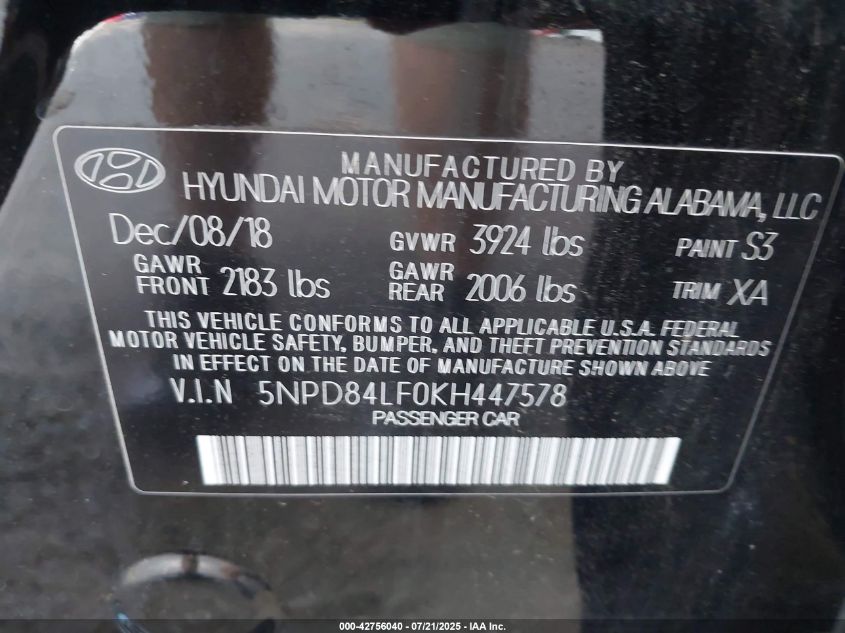 MANUFACTURED BY
HYUNDAI MOTOR MANUFACTURING ALABAMA, LLC
Dec/08/18 GVWR 3924 lbs PAINT S3
GAWR FRONT 2183 lbs GAWR REAR 2006 lbs TRIM XA
THIS VEHICLE CONFORMS TO ALL APPLICABLE U.S.A. FEDERAL
MOTOR VEHICLE SAFETY, BUMPER, AND THEFT PREVENTION STANDARDS
IN EFFECT ON THE DATE OF MANUFACTURE SHOWN ABOVE
V.I.N 5NPD84LF0KH447578
PASSENGER CAR
000-42756040 - 07/21/2025 - IAA Inc.